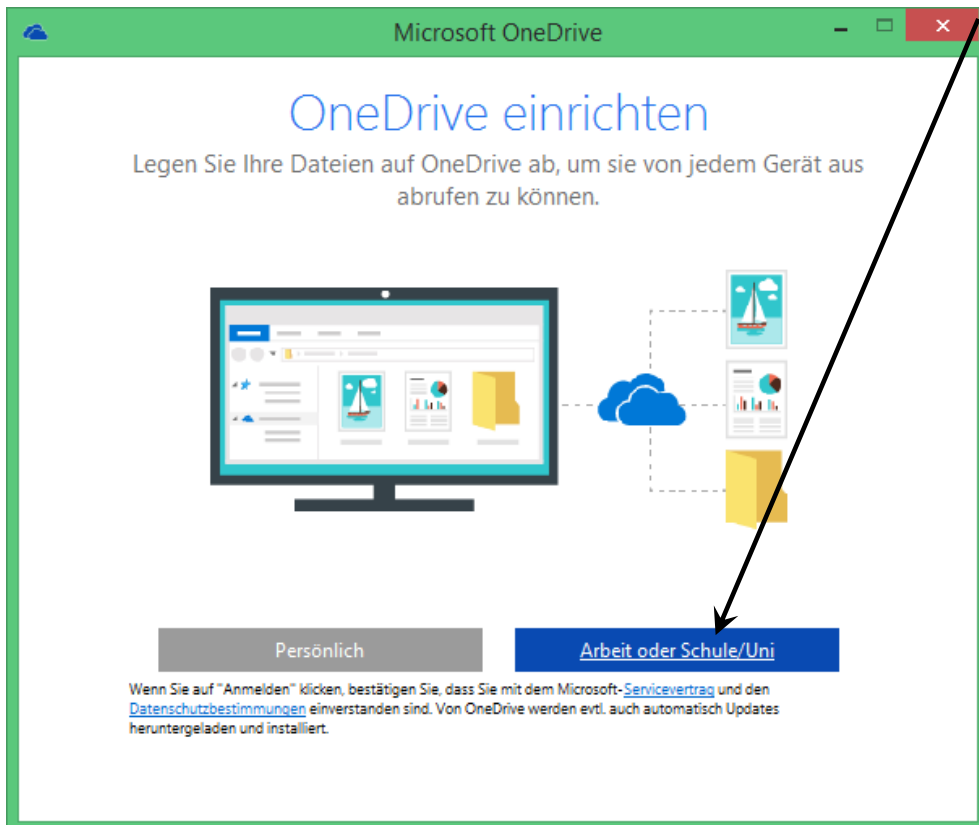 Microsoft OneDrive
OneDrive einrichten
Legen Sie Ihre Dateien auf OneDrive ab, um sie von jedem Gerät aus
abrufen zu können.
Persönlich
Arbeit oder Schule/Uni
Wenn Sie auf "Anmelden" klicken, bestätigen Sie, dass Sie mit dem Microsoft-Servicevertrag und den
Datenschutzbestimmungen einverstanden sind. Von OneDrive werden evtl. auch automatisch Updates
heruntergeladen und installiert.